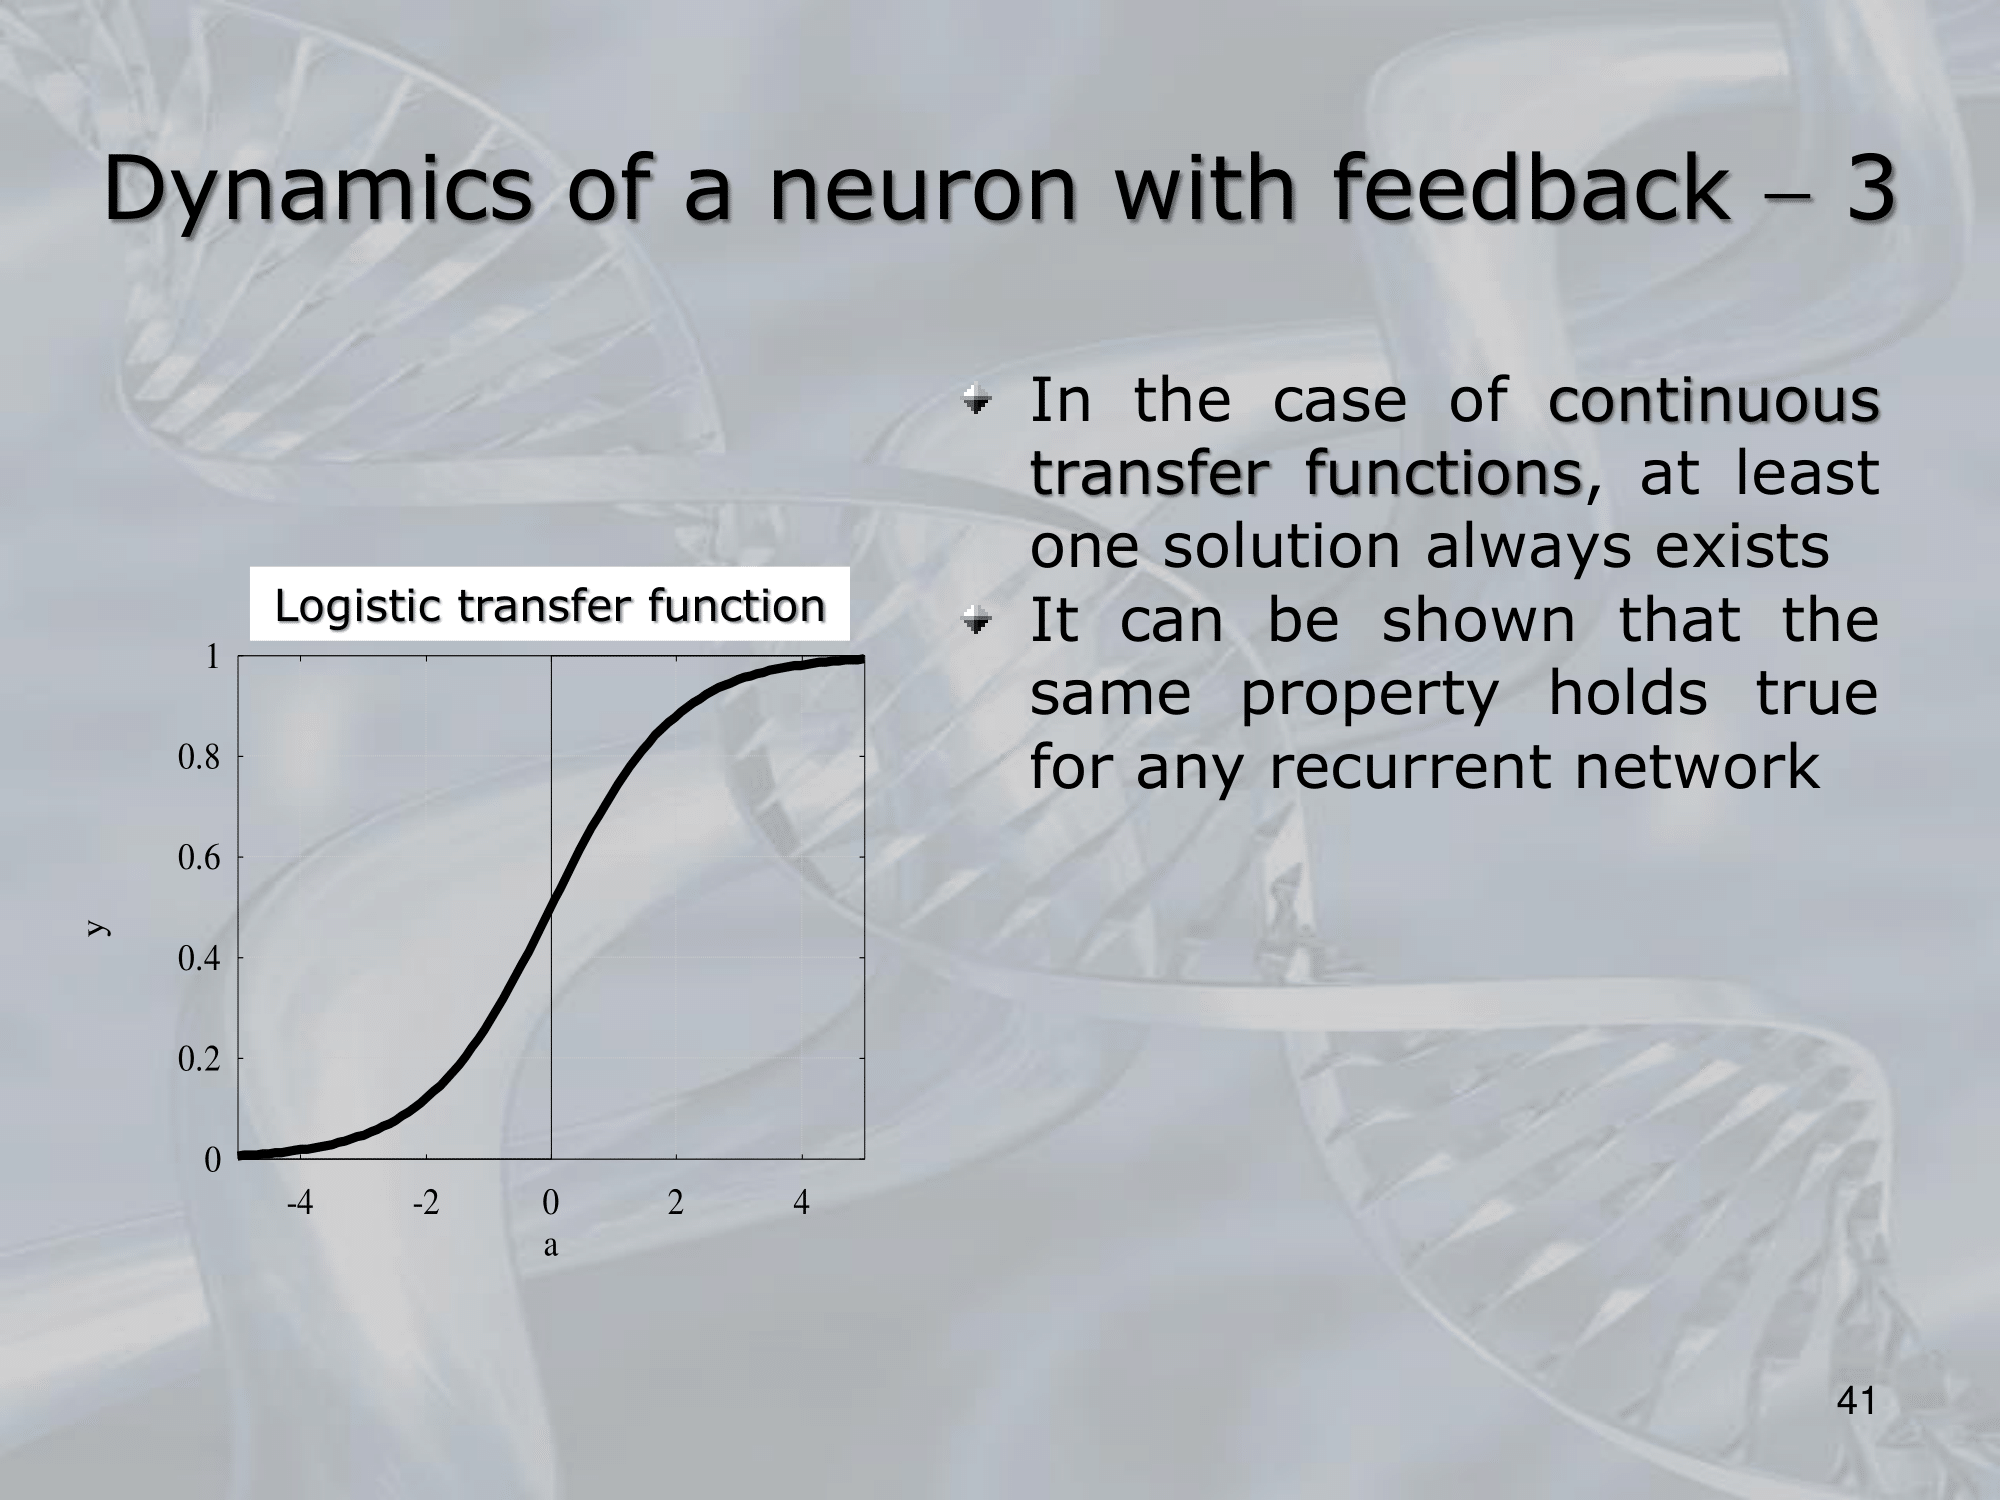 Dynamics of a neuron with feedback – 3
In the case of continuous
transfer functions, at least
one solution always exists
It can be shown that the
same property holds true
for any recurrent network
Logistic transfer function
1
0.8
0.6
0.4
0.2
0
y
-4 -2 0 2 4
a
41